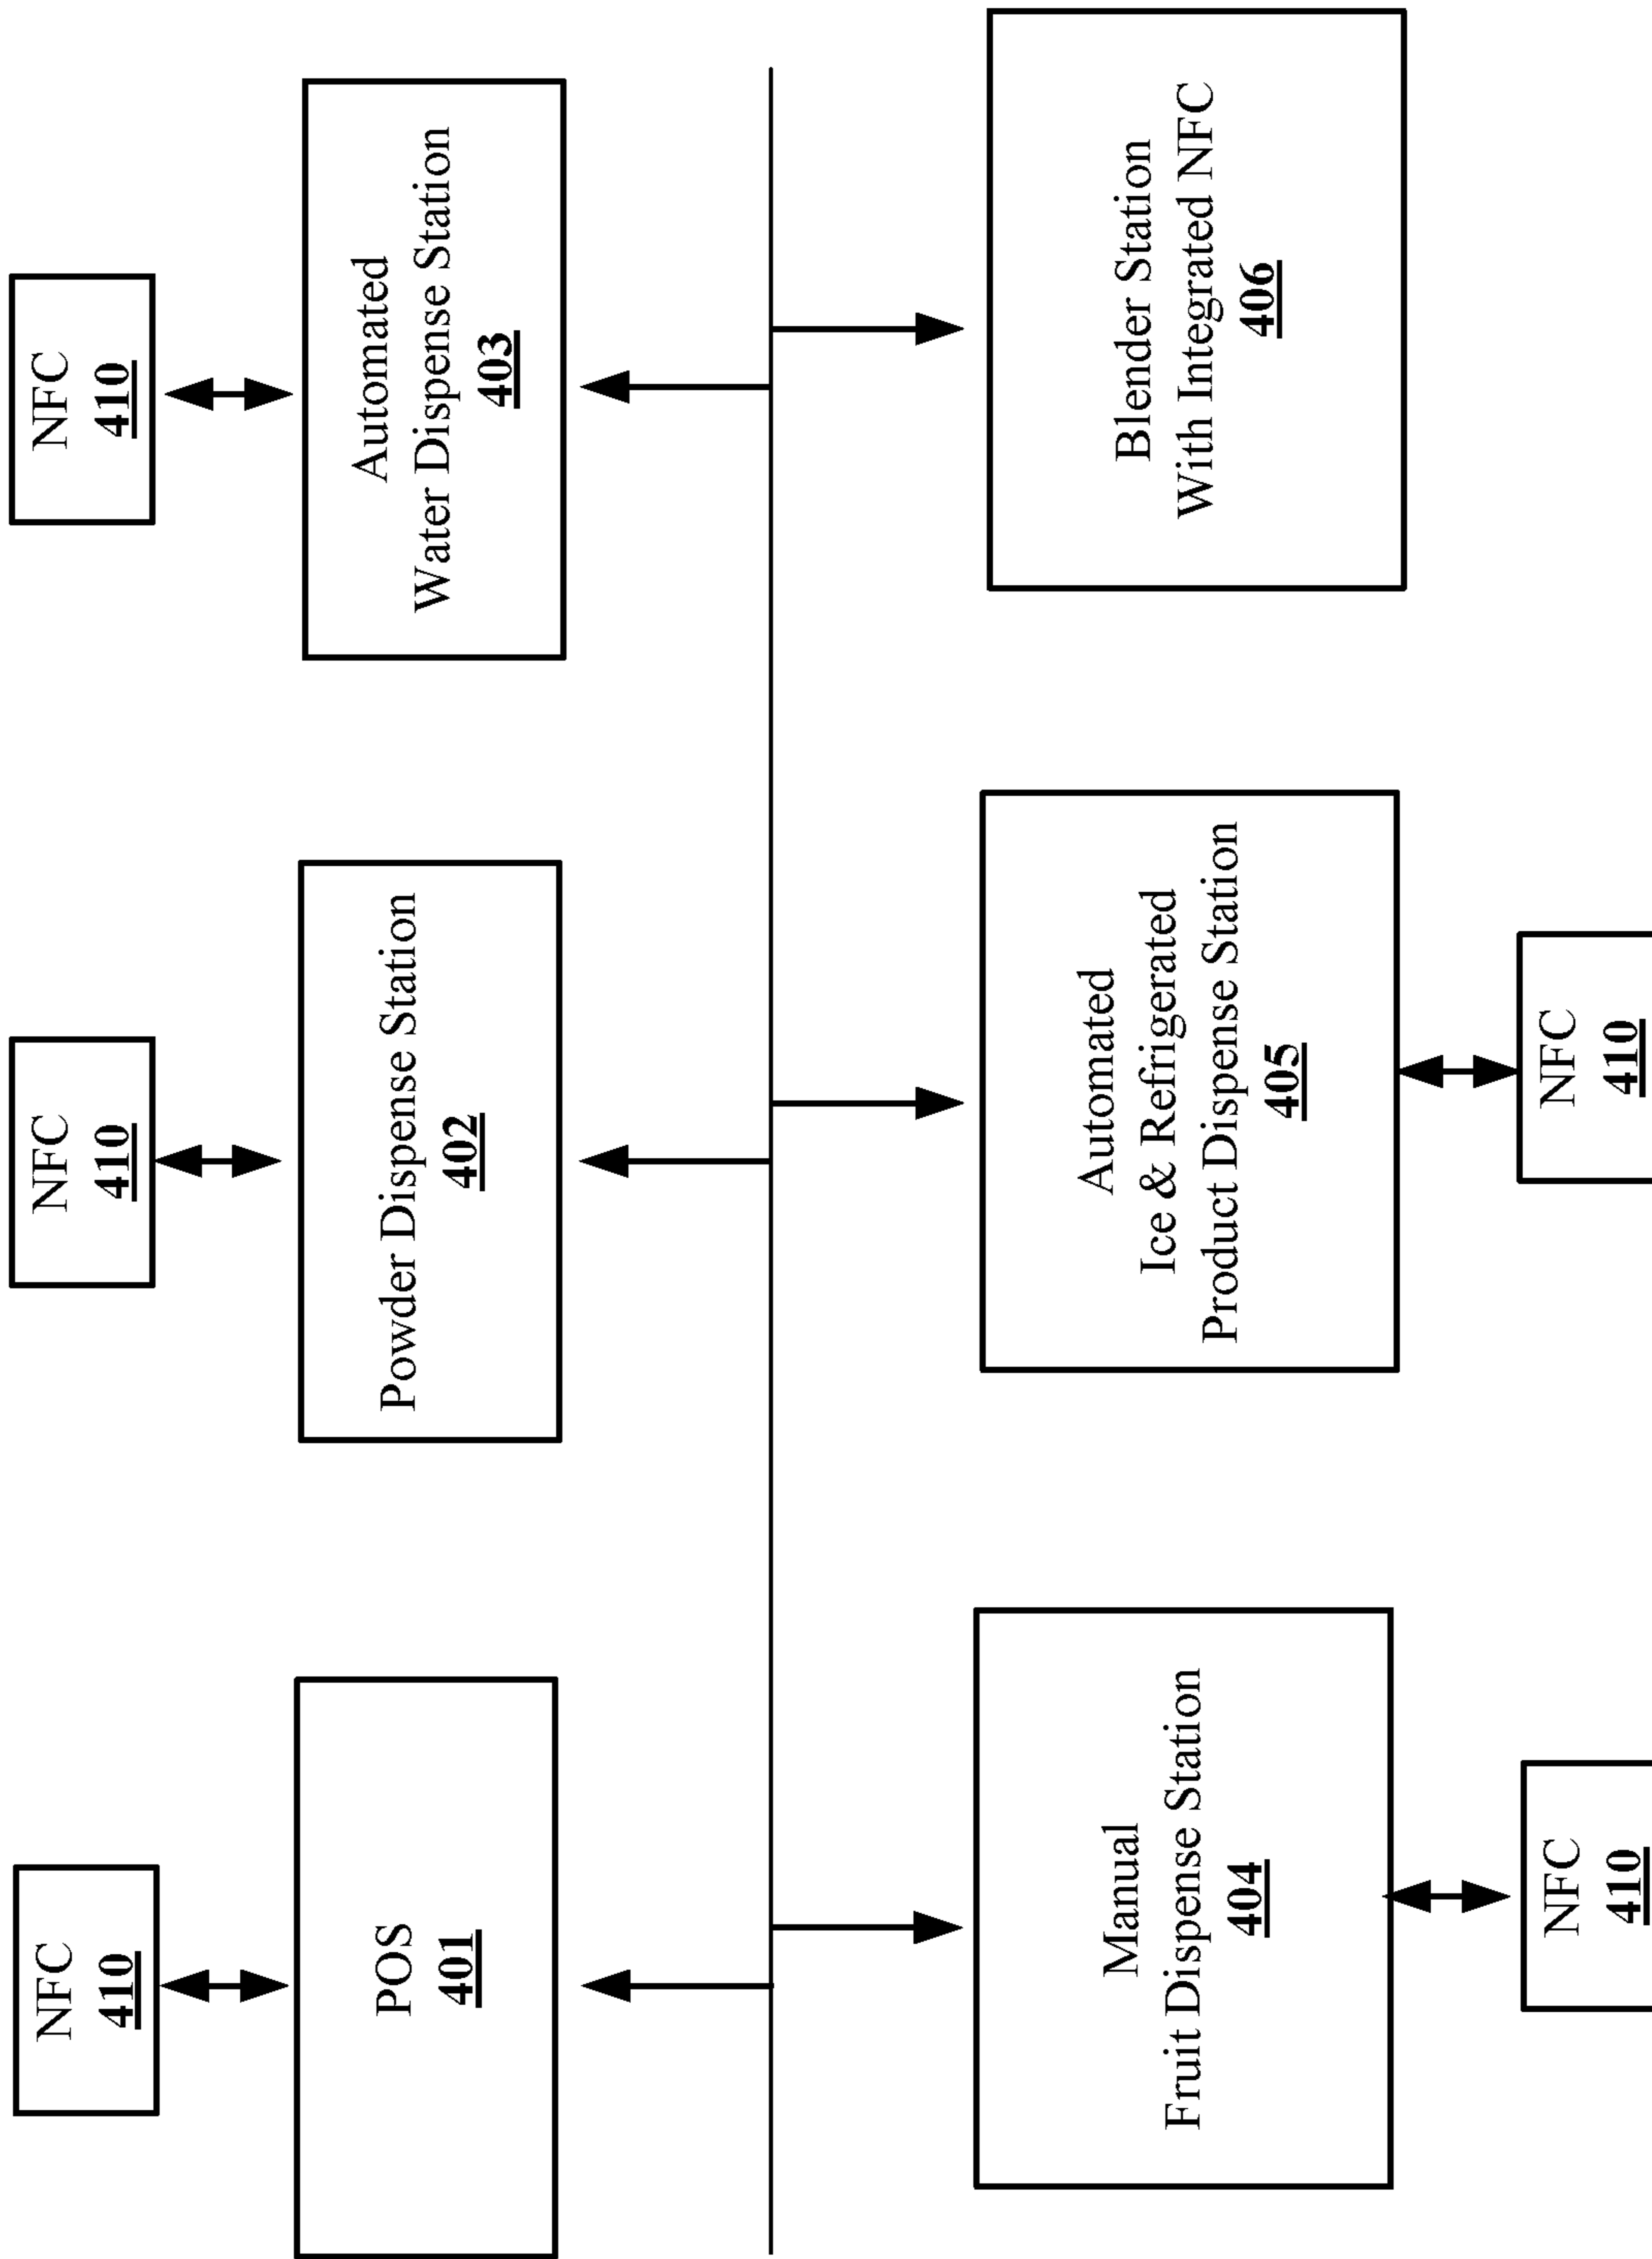 NFC
410
NFC
410
NFC
410
POS
401
Powder Dispense Station
402
Automated
Water Dispense Station
403
Manual
Fruit Dispense Station
404
Automated
Ice & Refrigerated
Product Dispense Station
405
Blender Station
With Integrated NFC
406
NFC
410
NFC
410